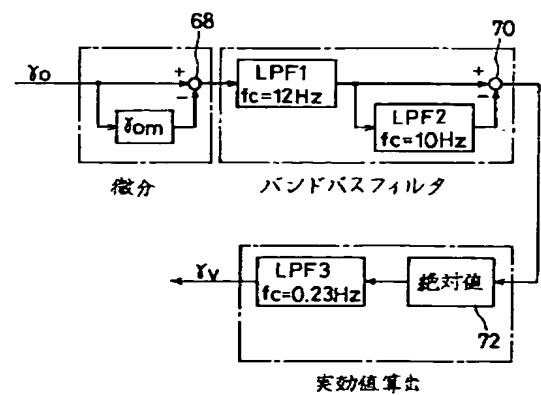 68
70
γo
+
−
γom
LPF1
fc=12Hz
+
−
LPF2
fc=10Hz
微分
バンドパスフィルタ
γv
LPF3
fc=0.23Hz
絶対値
72
実効値算出